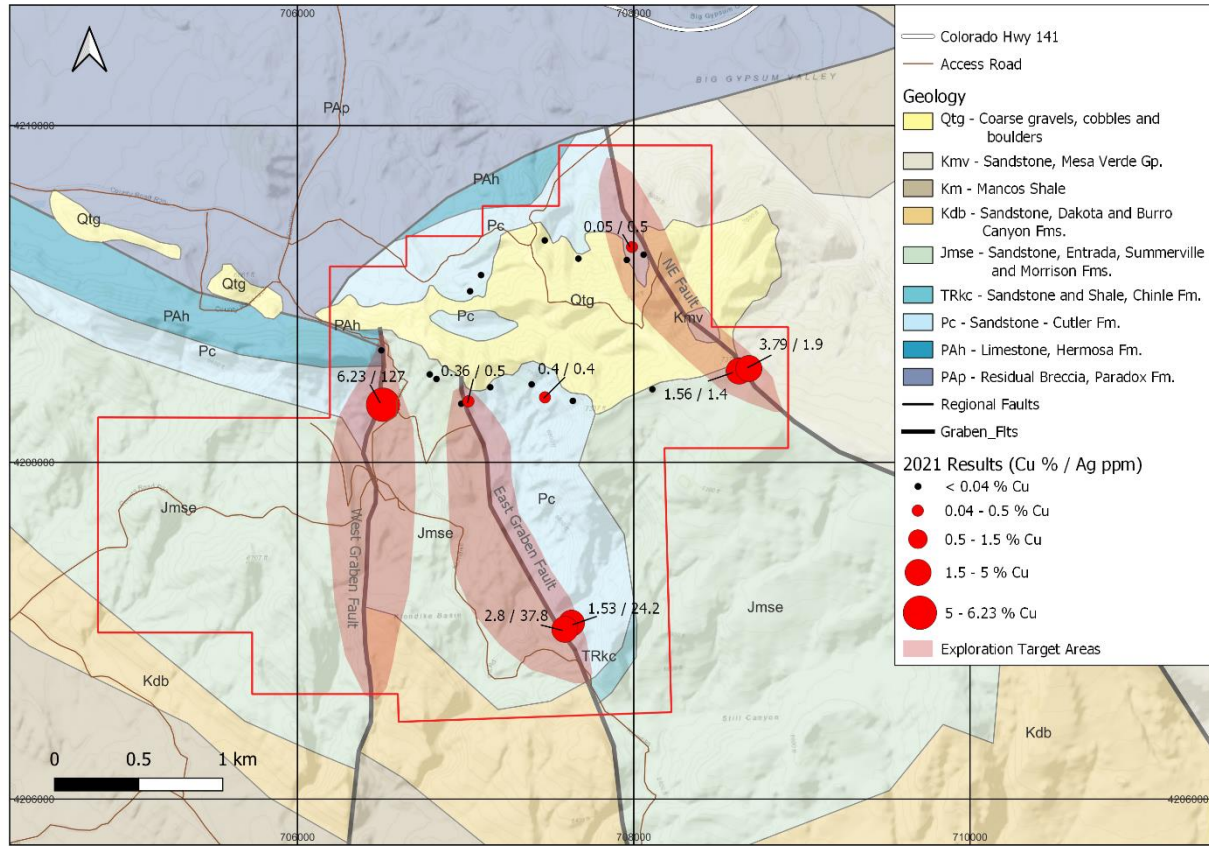 706000
708000
Big Gypsum Valley
BIG GYPSUM VALLEY
PAp
4210000
PAh
Pc
0.05 / 0.5
Qtg
Qtg
Qtg
NE Fault
Kmv
PAh
PAh
Pc
Pc
3.79 / 1.9
6.23 / 127
0.36 / 0.5
0.4 / 0.4
1.56 / 1.4
4208000
Jmse
West Graben Fault
Jmse
East Graben Fault
Pc
Klondike Basin
2.8 / 37.8
1.53 / 24.2
Jmse
TRkc
Kdb
Still Canyon
Kdb
0 0.5 1 km
4206000
4206000
706000
708000
710000
Colorado Hwy 141
Access Road
Geology
Qtg - Coarse gravels, cobbles and
boulders
Kmv - Sandstone, Mesa Verde Gp.
Km - Mancos Shale
Kdb - Sandstone, Dakota and Burro
Canyon Fms.
Jmse - Sandstone, Entrada, Summerville
and Morrison Fms.
TRkc - Sandstone and Shale, Chinle Fm.
Pc - Sandstone - Cutler Fm.
PAh - Limestone, Hermosa Fm.
PAp - Residual Breccia, Paradox Fm.
Regional Faults
Graben_Flts
2021 Results (Cu % / Ag ppm)
< 0.04 % Cu
0.04 - 0.5 % Cu
0.5 - 1.5 % Cu
1.5 - 5 % Cu
5 - 6.23 % Cu
Exploration Target Areas